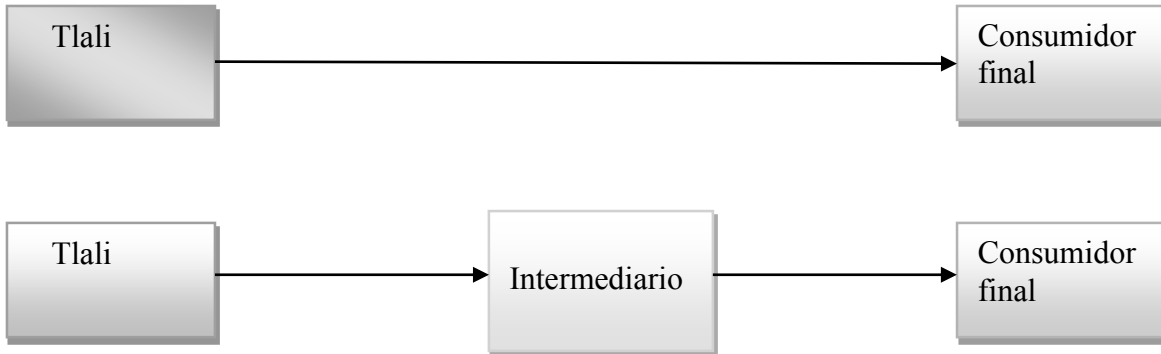 Tlali
Consumidor
final
Tlali
Intermediario
Consumidor
final